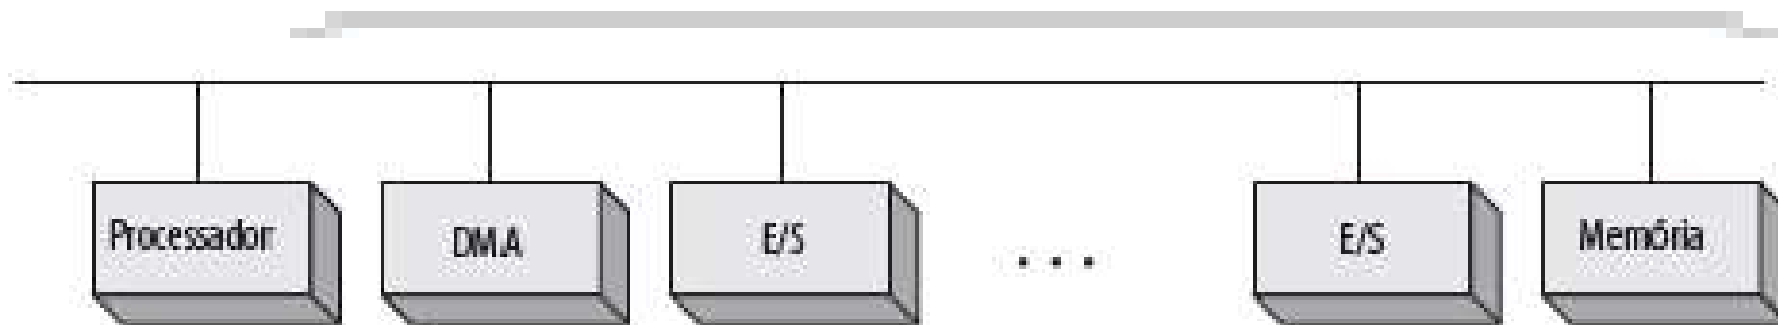 Processador
DMA
E/S
. . .
E/S
Memória